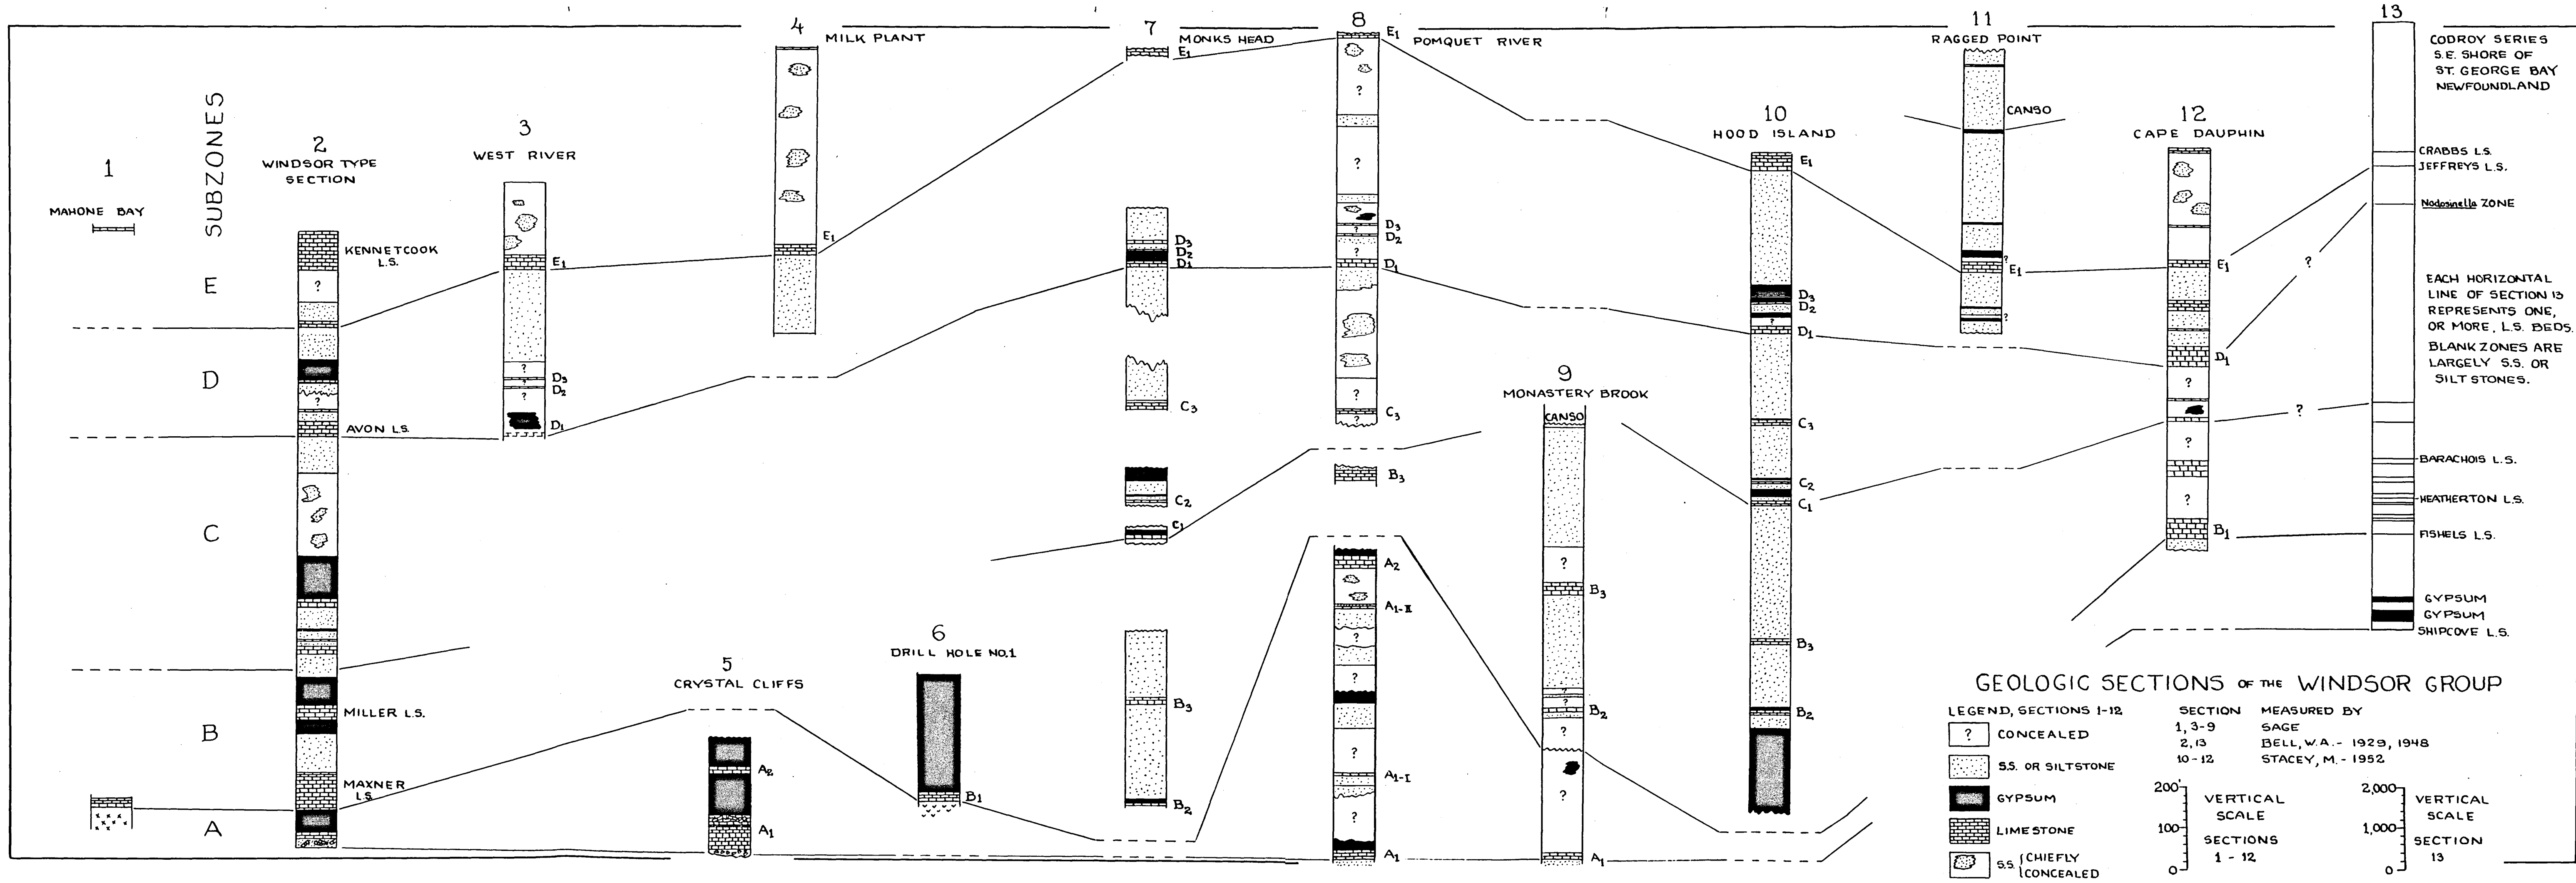 SUBZONES
E
D
C
B
A
1
MAHONE BAY
2
WINDSOR TYPE
SECTION
KENNETCOOK
L.S.
?
?
AVON L.S.
MILLER L.S.
MAXNER
L.S.
3
WEST RIVER
E1
?
D3
?
D2
?
D1
4
MILK PLANT
E1
5
CRYSTAL CLIFFS
A2
A1
6
DRILL HOLE NO.1
B1
7
MONKS HEAD
E1
D3
D2
D1
C3
C2
C1
B3
B2
8
POMQUET RIVER
E1
?
?
D3
?
D2
?
D1
?
C3
?
B3
A2
A1-II
?
?
?
A1-I
?
A1
9
MONASTERY BROOK
CANSO
?
B3
?
?
B2
?
?
A1
10
HOOD ISLAND
E1
D3
D2
?
D1
C3
C2
C1
B3
B2
11
RAGGED POINT
CANSO
?
E1
?
12
CAPE DAUPHIN
E1
D1
?
?
?
?
?
B1
13
CODROY SERIES
S.E. SHORE OF
ST. GEORGE BAY
NEWFOUNDLAND
CRABBS L.S.
JEFFREYS L.S.
Nodosinella ZONE
EACH HORIZONTAL
LINE OF SECTION 13
REPRESENTS ONE,
OR MORE, L.S. BEDS.
BLANK ZONES ARE
LARGELY S.S. OR
SILT STONES.
BARACHOIS L.S.
HEATHERTON L.S.
FISHELS L.S.
GYPSUM
GYPSUM
SHIPCOVE L.S.
GEOLOGIC SECTIONS OF THE WINDSOR GROUP
LEGEND, SECTIONS 1-12
? CONCEALED
S.S. OR SILTSTONE
GYPSUM
LIMESTONE
S.S. { CHIEFLY
CONCEALED
SECTION MEASURED BY
1, 3-9 SAGE
2, 13 BELL, W.A. - 1929, 1948
10-12 STACEY, M. - 1952
200'
100
0
VERTICAL
SCALE
SECTIONS
1 - 12
2,000'
1,000
0
VERTICAL
SCALE
SECTION
13